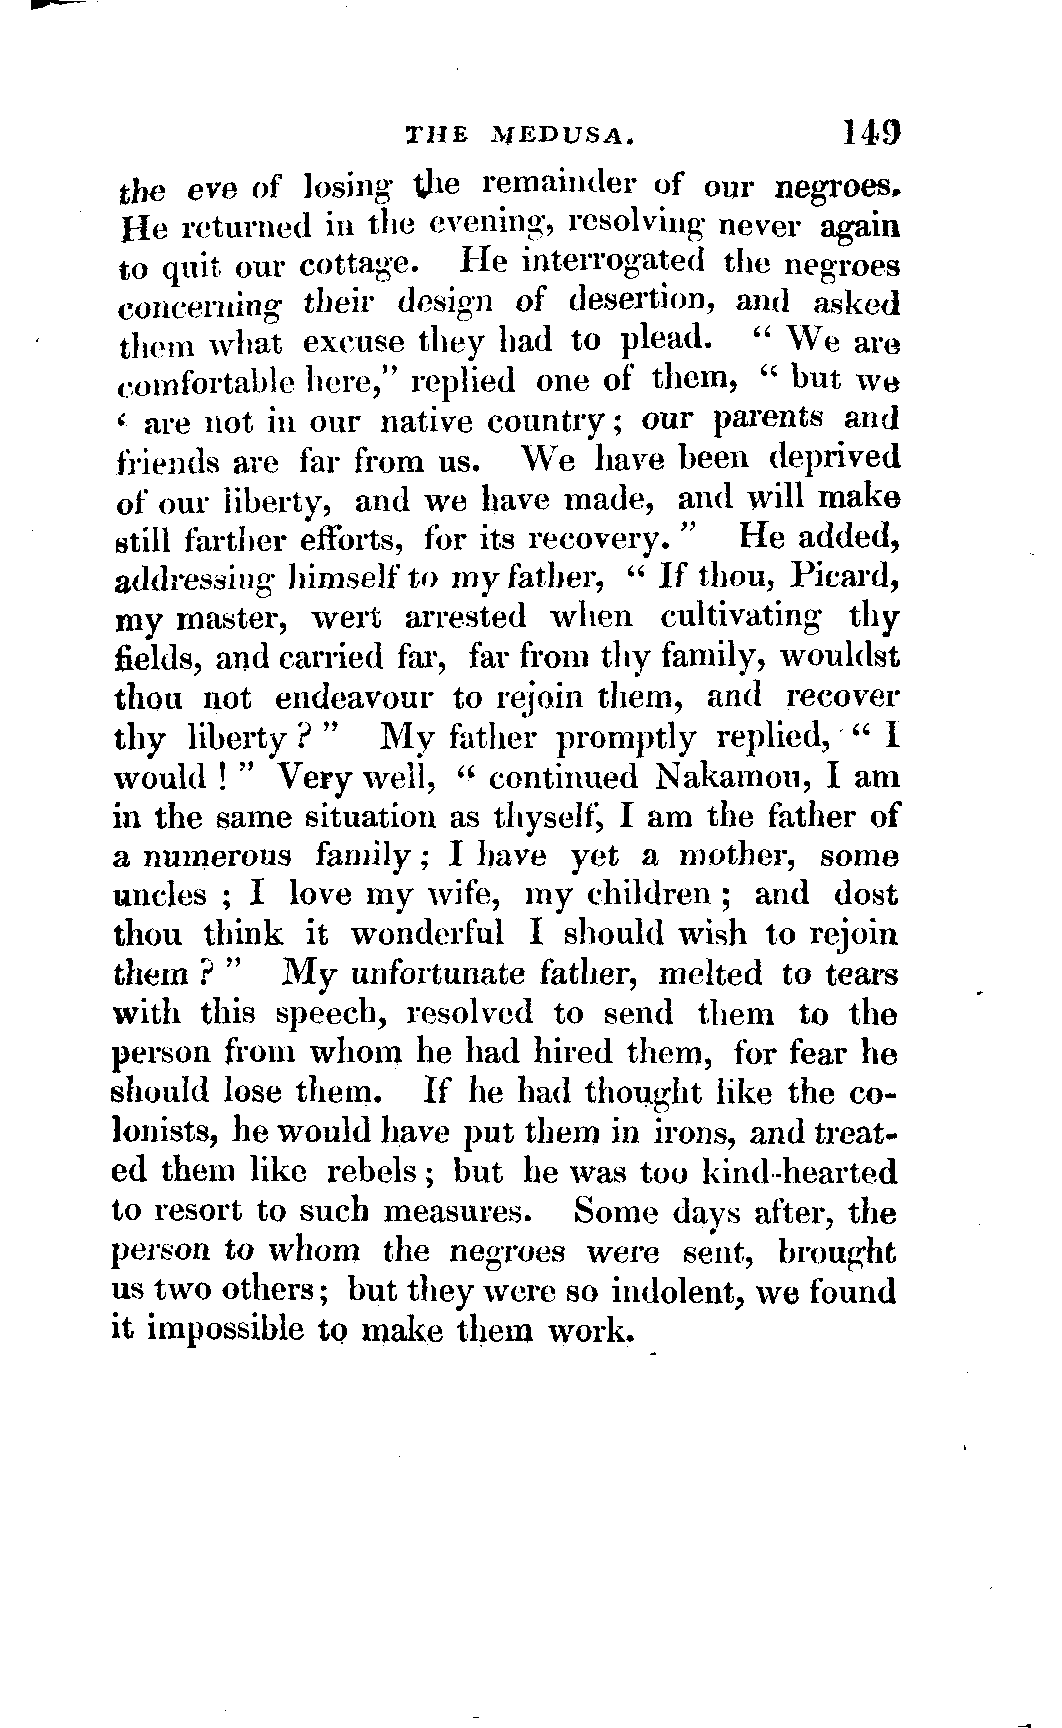 THE MEDUSA. 149
the eve of losing the remainder of our negroes.
He returned in the evening, resolving never again
to quit our cottage. He interrogated the negroes
concerning their design of desertion, and asked
them what excuse they had to plead. “ We are
comfortable here,” replied one of them, “ but we
‘ are not in our native country ; our parents and
friends are far from us. We have been deprived
of our liberty, and we have made, and will make
still farther efforts, for its recovery. ” He added,
addressing himself to my father, “ If thou, Picard,
my master, wert arrested when cultivating thy
fields, and carried far, far from thy family, wouldst
thou not endeavour to rejoin them, and recover
thy liberty ? ” My father promptly replied, “ I
would ! ” Very well, “ continued Nakamou, I am
in the same situation as thyself, I am the father of
a numerous family ; I have yet a mother, some
uncles ; I love my wife, my children ; and dost
thou think it wonderful I should wish to rejoin
them ? ” My unfortunate father, melted to tears
with this speech, resolved to send them to the
person from whom he had hired them, for fear he
should lose them. If he had thought like the co-
lonists, he would have put them in irons, and treat-
ed them like rebels ; but he was too kind-hearted
to resort to such measures. Some days after, the
person to whom the negroes were sent, brought
us two others ; but they were so indolent, we found
it impossible to make them work.